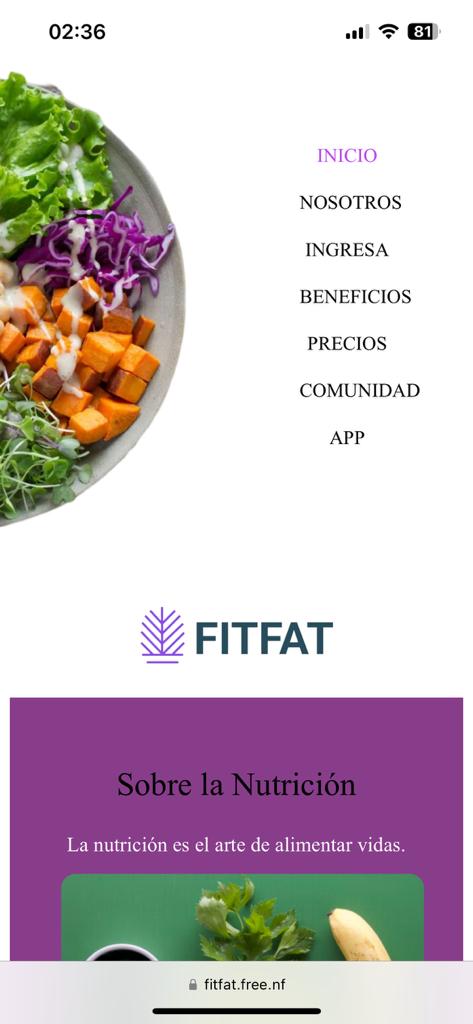 02:36
81
INICIO
NOSOTROS
INGRESA
BENEFICIOS
PRECIOS
COMUNIDAD
APP
FITFAT
Sobre la Nutrición
La nutrición es el arte de alimentar vidas.
fitfat.free.nf